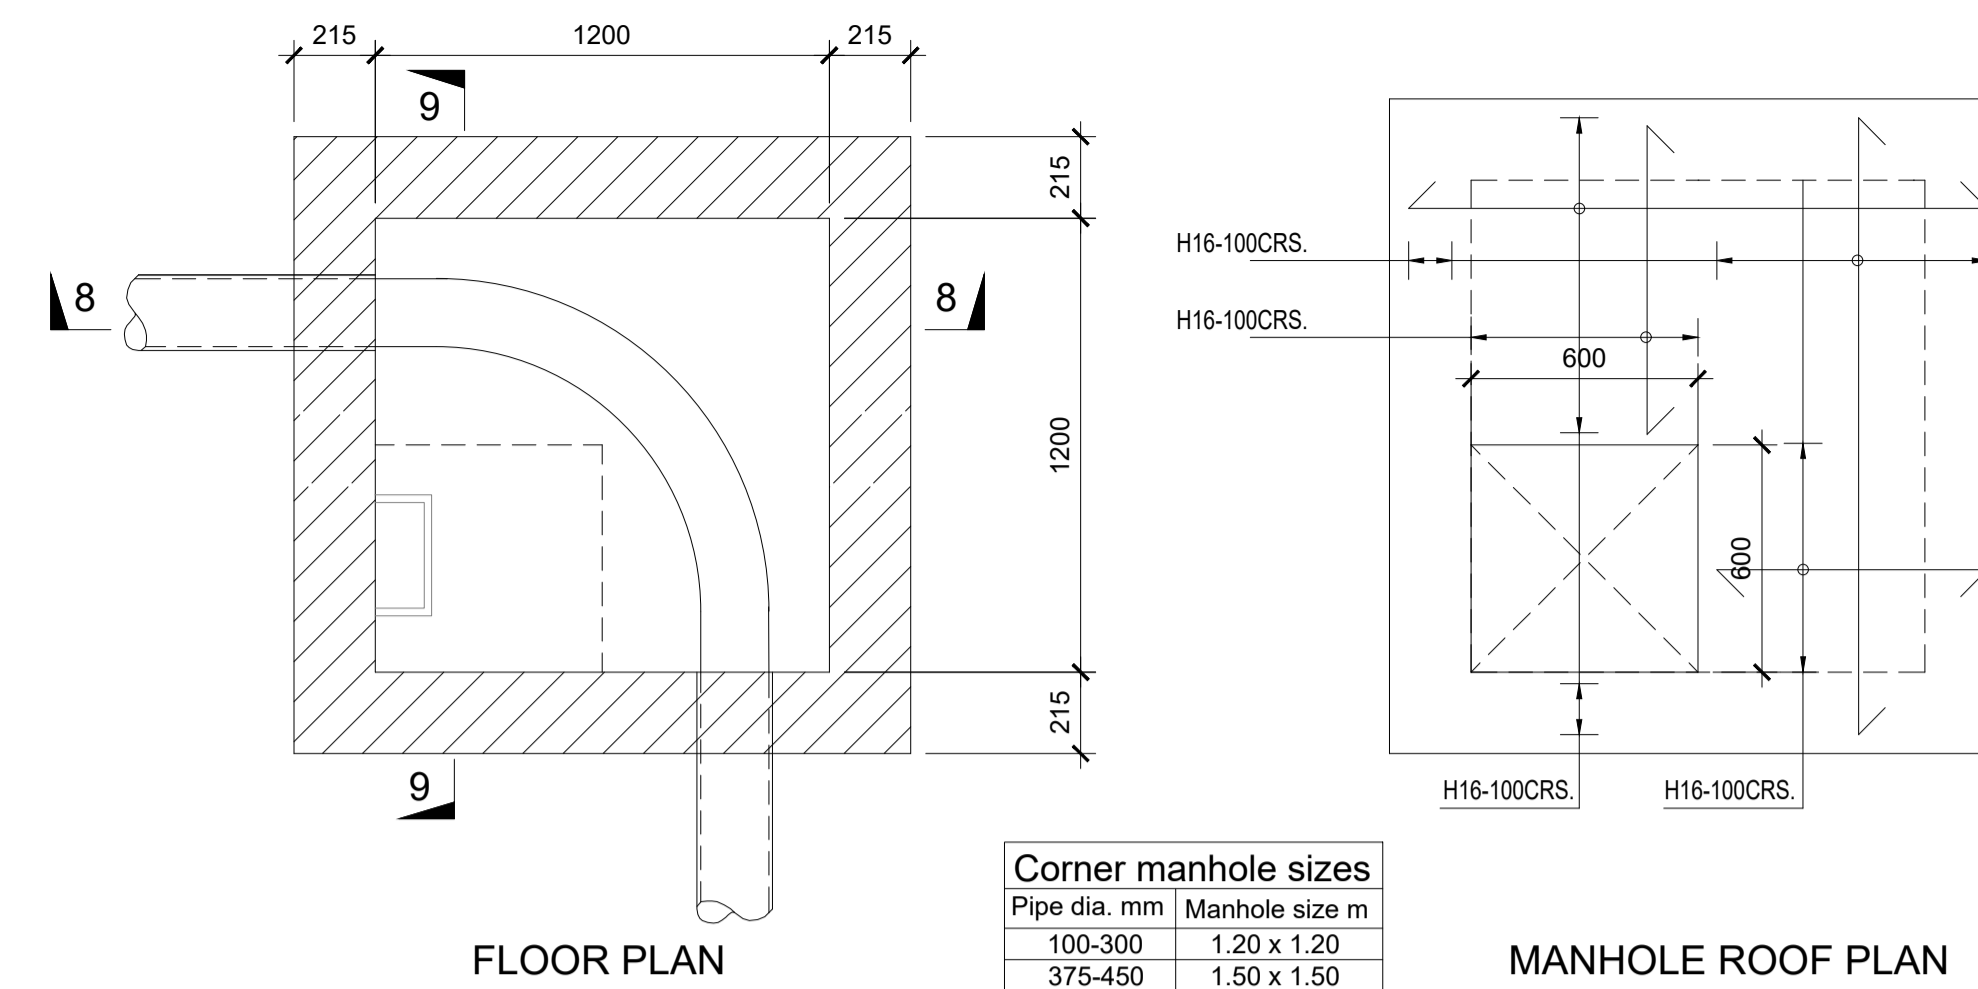 215
1200
215
9
215
8
8
1200
215
9
FLOOR PLAN
H16-100CRS.
H16-100CRS.
600
600
H16-100CRS.
H16-100CRS.
Corner manhole sizes
Pipe dia. mm
Manhole size m
100-300
1.20 x 1.20
375-450
1.50 x 1.50
MANHOLE ROOF PLAN